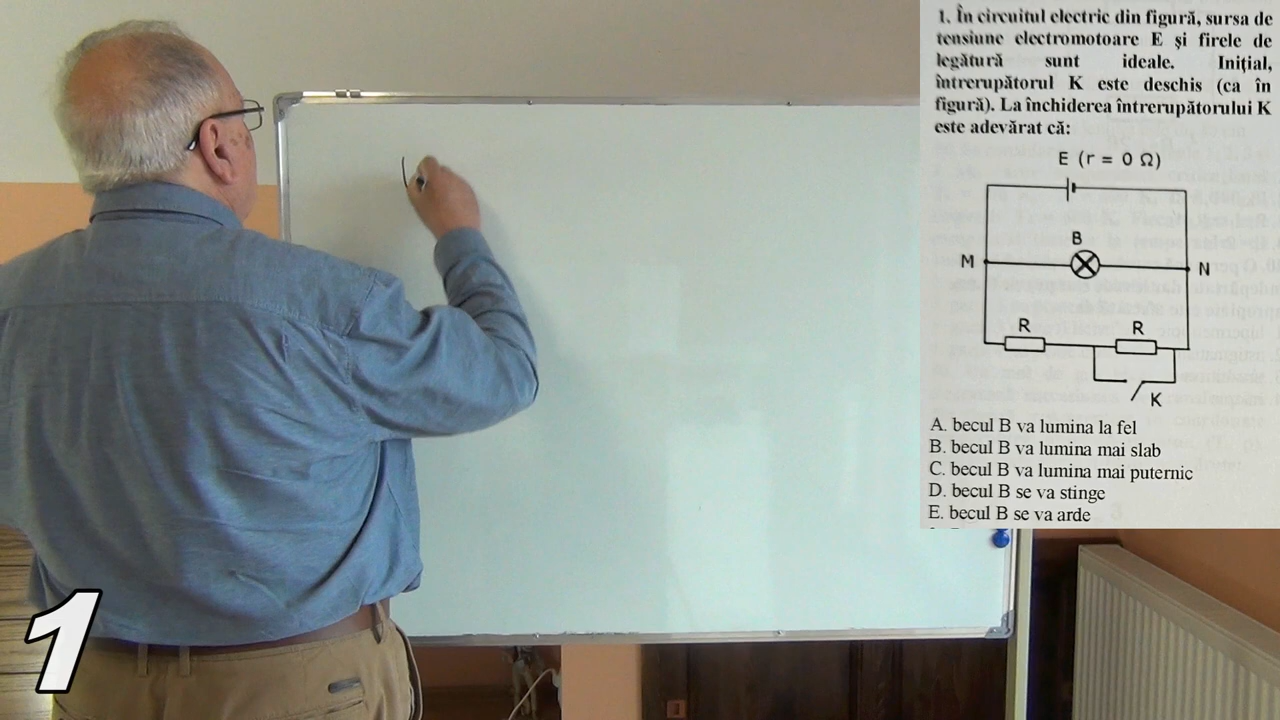 1. În circuitul electric din figură, sursa de
tensiune electromotoare E și firele de
legătură sunt ideale. Inițial,
întrerupătorul K este deschis (ca în
figură). La închiderea întrerupătorului K
este adevărat că:
E (r = 0 Ω)
B
M
N
R
R
K
A. becul B va lumina la fel
B. becul B va lumina mai slab
C. becul B va lumina mai puternic
D. becul B se va stinge
E. becul B se va arde
1